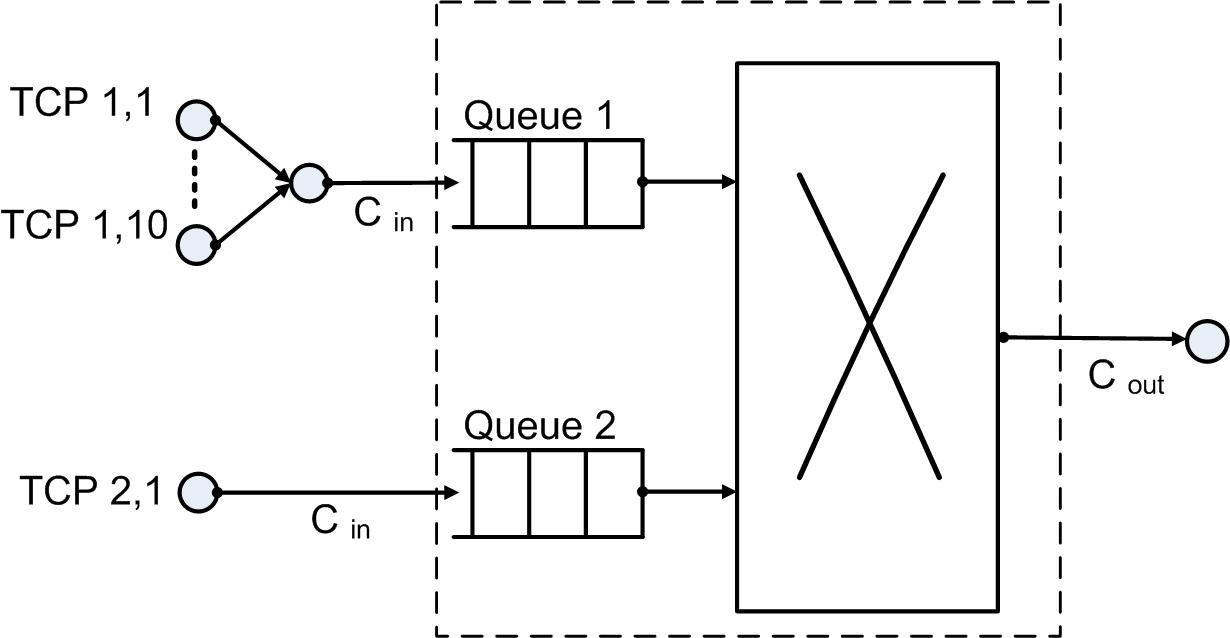 TCP 1,1
Queue 1
TCP 1,10
C in
C out
Queue 2
TCP 2,1
C in